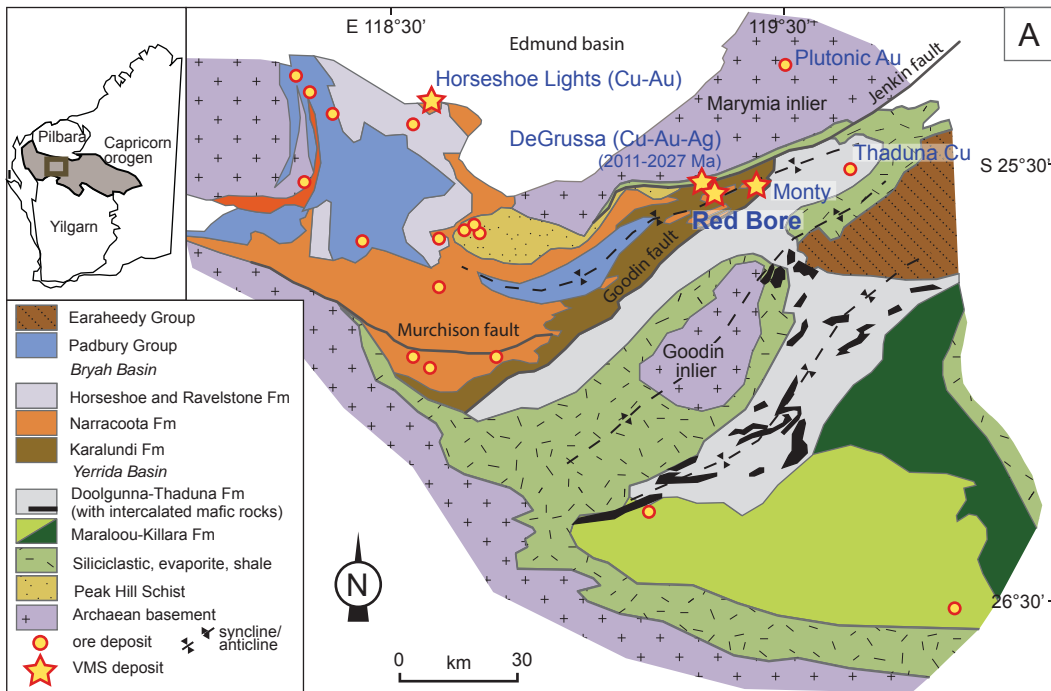 E 118°30'
119°30'
A
Edmund basin
Plutonic Au
Horseshoe Lights (Cu-Au)
Jenkin fault
Marymia inlier
Pilbara
Capricorn
orogen
DeGrussa (Cu-Au-Ag)
(2011-2027 Ma)
Thaduna Cu
S 25°30'
Monty
Red Bore
Yilgarn
Goodin fault
Murchison fault
Goodin
inlier
Earaheedy Group
Padbury Group
Bryah Basin
Horseshoe and Ravelstone Fm
Narracoota Fm
Karalundi Fm
Yerrida Basin
Doolgunna-Thaduna Fm
(with intercalated mafic rocks)
Maraloou-Killara Fm
Siliciclastic, evaporite, shale
Peak Hill Schist
Archaean basement
ore deposit
syncline/
anticline
VMS deposit
N
0 km 30
26°30'